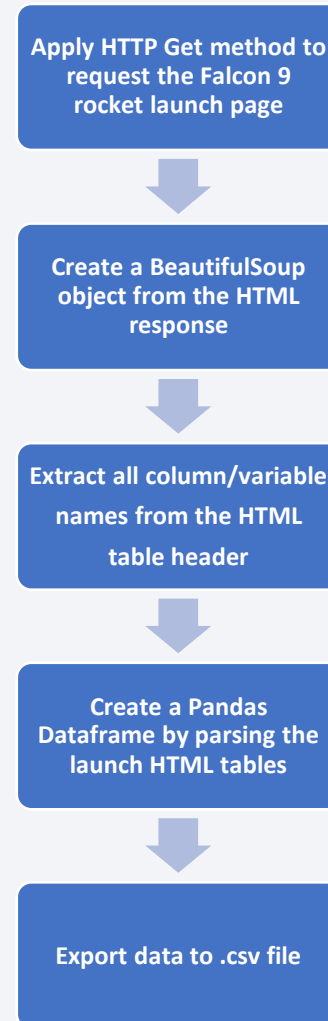 Apply HTTP Get method to
request the Falcon 9
rocket launch page
Create a BeautifulSoup
object from the HTML
response
Extract all column/variable
names from the HTML
table header
Create a Pandas
Dataframe by parsing the
launch HTML tables
Export data to .csv file